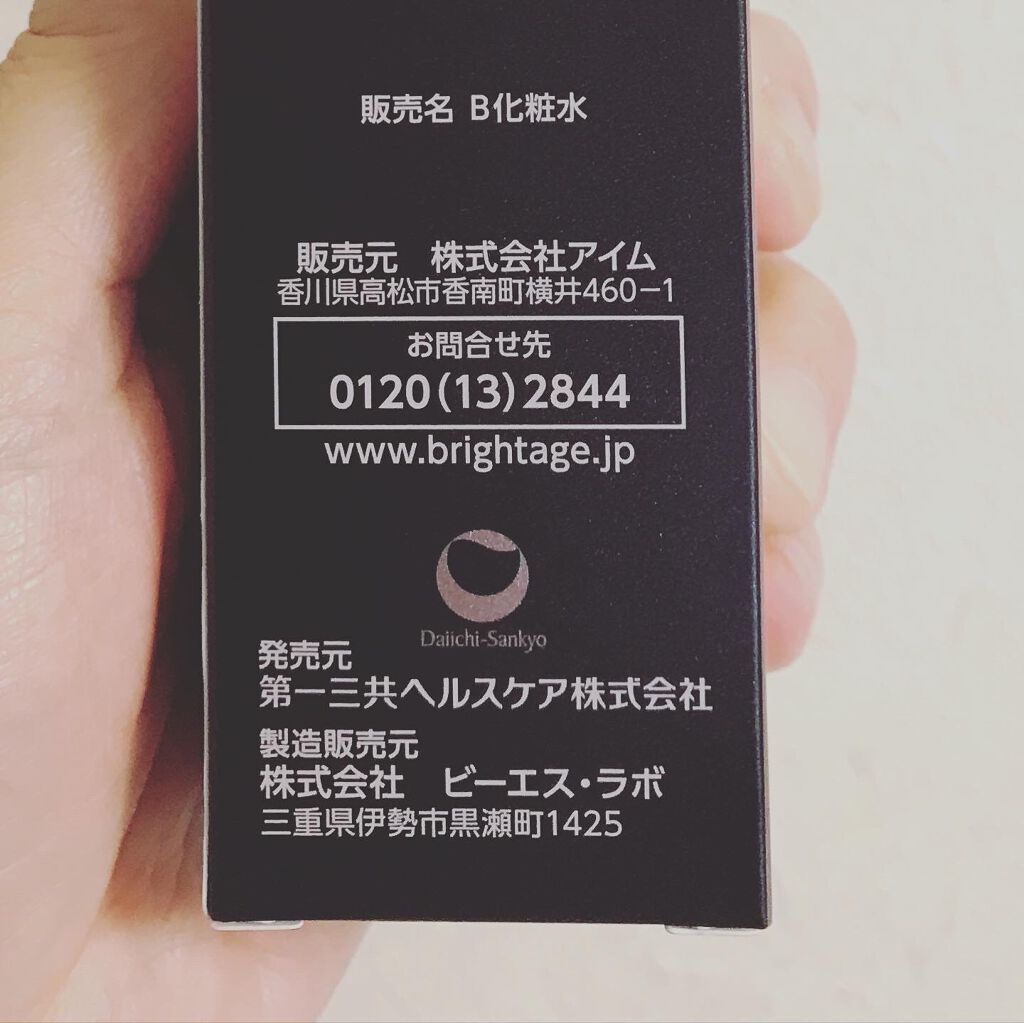 販売名 B化粧水
販売元 株式会社アイム
香川県高松市香南町横井460−1
お問合せ先
0120(13)2844
www.brightage.jp
Daiichi-Sankyo
発売元
第一三共ヘルスケア株式会社
製造販売元
株式会社 ビーエス・ラボ
三重県伊勢市黒瀬町1425